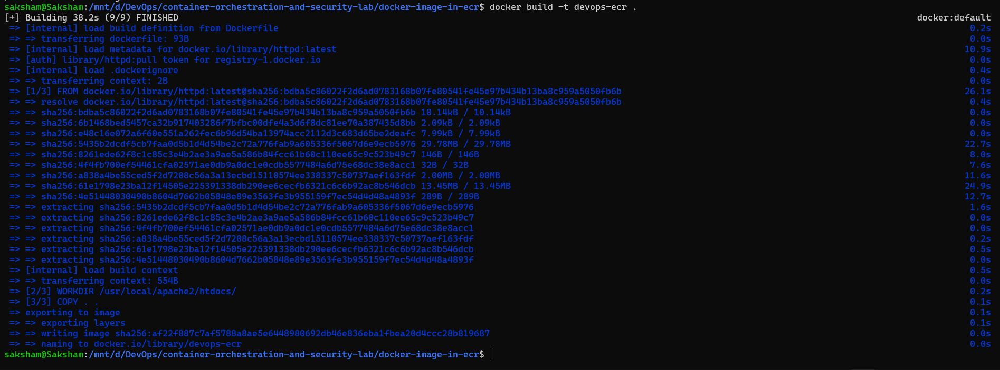 saksham@Saksham:/mnt/d/DevOps/container-orchestration-and-security-lab/docker-image-in-ecr$ docker build -t devops-ecr .
[+] Building 38.2s (9/9) FINISHED docker:default
=> [internal] load build definition from Dockerfile 0.2s
=> => transferring dockerfile: 93B 0.0s
=> [internal] load metadata for docker.io/library/httpd:latest 10.9s
=> [auth] library/httpd:pull token for registry-1.docker.io 0.0s
=> [internal] load .dockerignore 0.4s
=> => transferring context: 2B 0.0s
=> [1/3] FROM docker.io/library/httpd:latest@sha256:bdba5c86022f2d6ad0783168b07fe80541fe45e97b434b13ba8c959a5050fb6b 26.1s
=> => resolve docker.io/library/httpd:latest@sha256:bdba5c86022f2d6ad0783168b07fe80541fe45e97b434b13ba8c959a5050fb6b 0.4s
=> => sha256:bdba5c86022f2d6ad0783168b07fe80541fe45e97b434b13ba8c959a5050fb6b 10.14kB / 10.14kB 0.0s
=> => sha256:6b1468bed5457ca32b917403286f7bfbc00dfe4a3d6f8dc81ee70a387435d8bb 2.09kB / 2.09kB 0.0s
=> => sha256:e48c16e072a6f60e551a262fec6b96d54ba13974acc2112d3c683d65be2deafc 7.99kB / 7.99kB 0.0s
=> => sha256:5435b2dcdf5cb7faa0d5b1d4d54be2c72a776fab9a605336f5067d6e9ecb5976 29.78MB / 29.78MB 22.7s
=> => sha256:8261ede62f8c1c85c3e4b2ae3a9ae5a586b84fcc61b60c110ee65c9c523b49c7 146B / 146B 8.0s
=> => sha256:4f4fb700ef54461cfa02571ae0db9a0dc1e0cdb5577484a6d75e68dc38e8acc1 32B / 32B 7.6s
=> => sha256:a838a4be55ced5f2d7208c56a3a13ecbd15110574ee338337c50737aef163fdf 2.00MB / 2.00MB 11.6s
=> => sha256:61e1798e23ba12f14505e225391338db290ee6cecfb6321c6c6b92ac8b546dcb 13.45MB / 13.45MB 24.9s
=> => sha256:4e51448030490b8604d7662b05848e89e3563fe3b955159f7ec54d4d48a4893f 289B / 289B 12.7s
=> => extracting sha256:5435b2dcdf5cb7faa0d5b1d4d54be2c72a776fab9a605336f5067d6e9ecb5976 1.6s
=> => extracting sha256:8261ede62f8c1c85c3e4b2ae3a9ae5a586b84fcc61b60c110ee65c9c523b49c7 0.0s
=> => extracting sha256:4f4fb700ef54461cfa02571ae0db9a0dc1e0cdb5577484a6d75e68dc38e8acc1 0.0s
=> => extracting sha256:a838a4be55ced5f2d7208c56a3a13ecbd15110574ee338337c50737aef163fdf 0.2s
=> => extracting sha256:61e1798e23ba12f14505e225391338db290ee6cecfb6321c6c6b92ac8b546dcb 0.5s
=> => extracting sha256:4e51448030490b8604d7662b05848e89e3563fe3b955159f7ec54d4d48a4893f 0.0s
=> [internal] load build context 0.5s
=> => transferring context: 554B 0.0s
=> [2/3] WORKDIR /usr/local/apache2/htdocs/ 0.2s
=> [3/3] COPY . . 0.1s
=> exporting to image 0.1s
=> => exporting layers 0.1s
=> => writing image sha256:af22f887c7af5788a8ae5e6448980692db46e836eba1fbea20d4ccc28b819687 0.0s
=> => naming to docker.io/library/devops-ecr 0.0s
saksham@Saksham:/mnt/d/DevOps/container-orchestration-and-security-lab/docker-image-in-ecr$